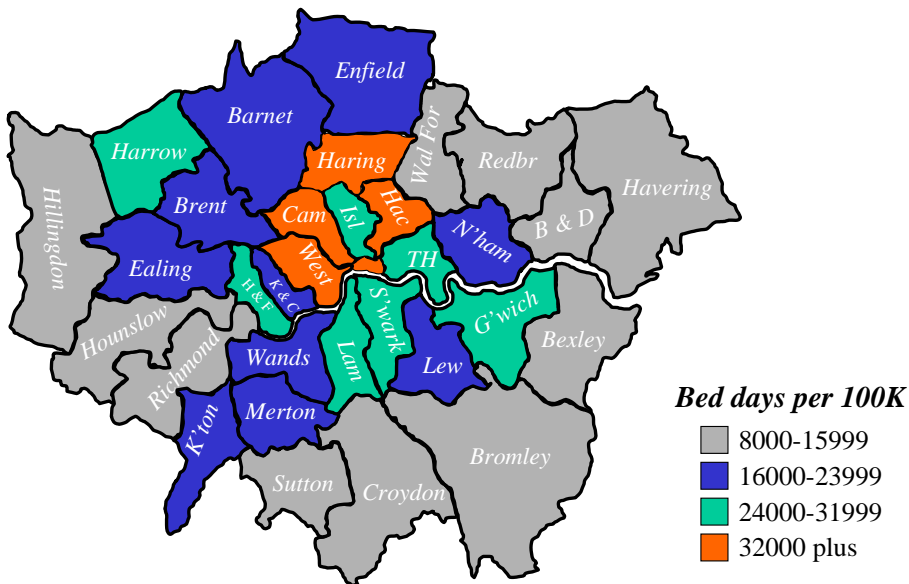 Enfield
Barnet
Harrow
Haring
Wal For
Redbr
Havering
Hillingdon
Brent
Cam
Isl
Hac
B & D
N'ham
Ealing
West
TH
H & F
K & C
S'wark
G'wich
Hounslow
Richmond
Wands
Lam
Lew
Bexley
K'ton
Merton
Sutton
Croydon
Bromley
Bed days per 100K
8000-15999
16000-23999
24000-31999
32000 plus